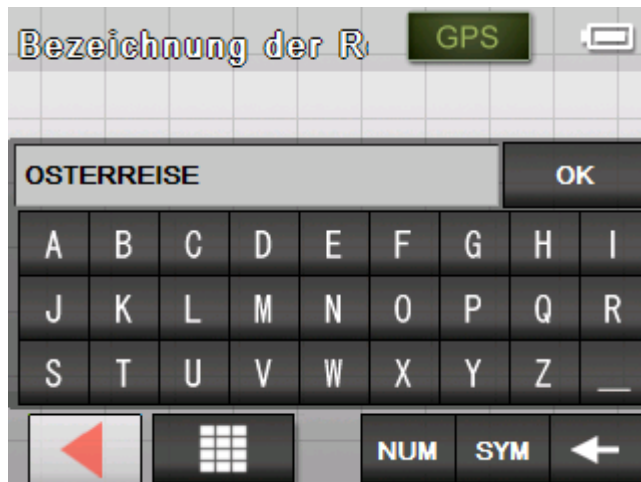 Bezeichnung der R
GPS
OSTERREISE
OK
A B C D E F G H I
J K L M N O P Q R
S T U V W X Y Z _
NUM SYM